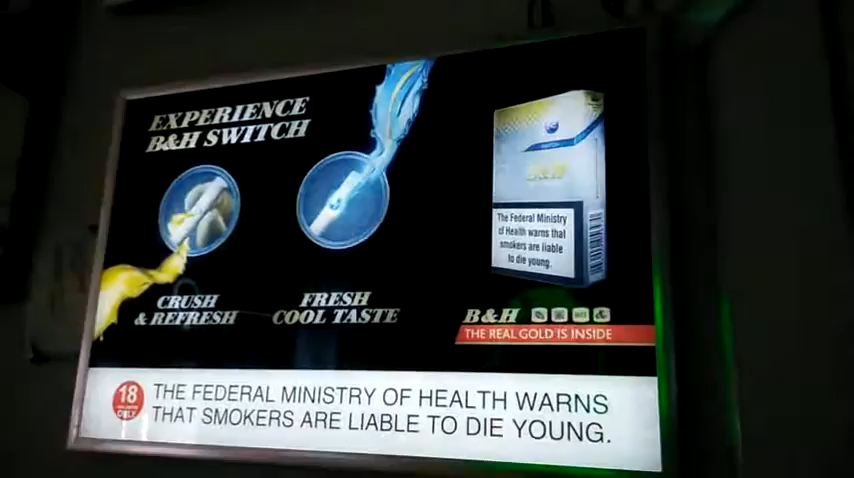 EXPERIENCE
B&H SWITCH
CRUSH
& REFRESH
FRESH
COOL TASTE
B&H
The Federal Ministry
of Health warns that
smokers are liable
to die young.
B&H
THE REAL GOLD IS INSIDE
18
ONLY
THE FEDERAL MINISTRY OF HEALTH WARNS
THAT SMOKERS ARE LIABLE TO DIE YOUNG.